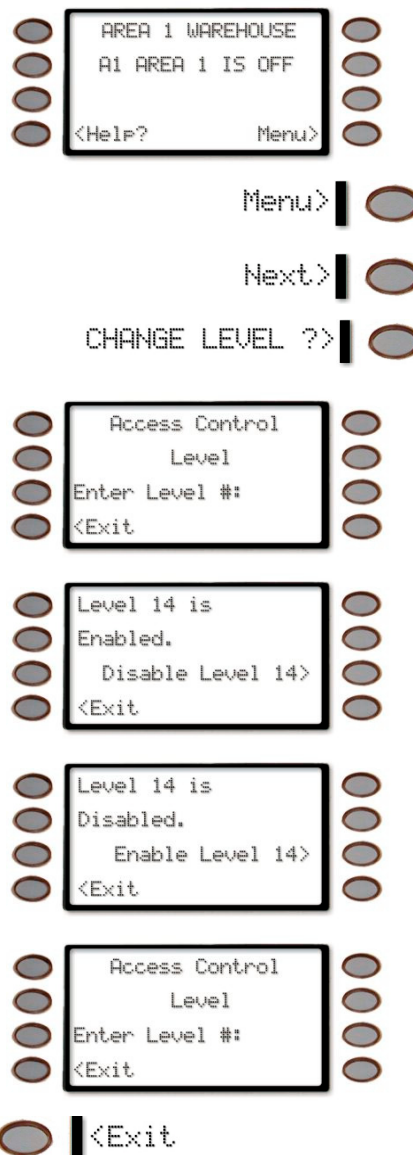 AREA 1 WAREHOUSE
A1 AREA 1 IS OFF
<Help? Menu>
Menu>
Next>
CHANGE LEVEL ?>
Access Control
Level
Enter Level #:
<Exit
Level 14 is
Enabled.
Disable Level 14>
<Exit
Level 14 is
Disabled.
Enable Level 14>
<Exit
Access Control
Level
Enter Level #:
<Exit
<Exit